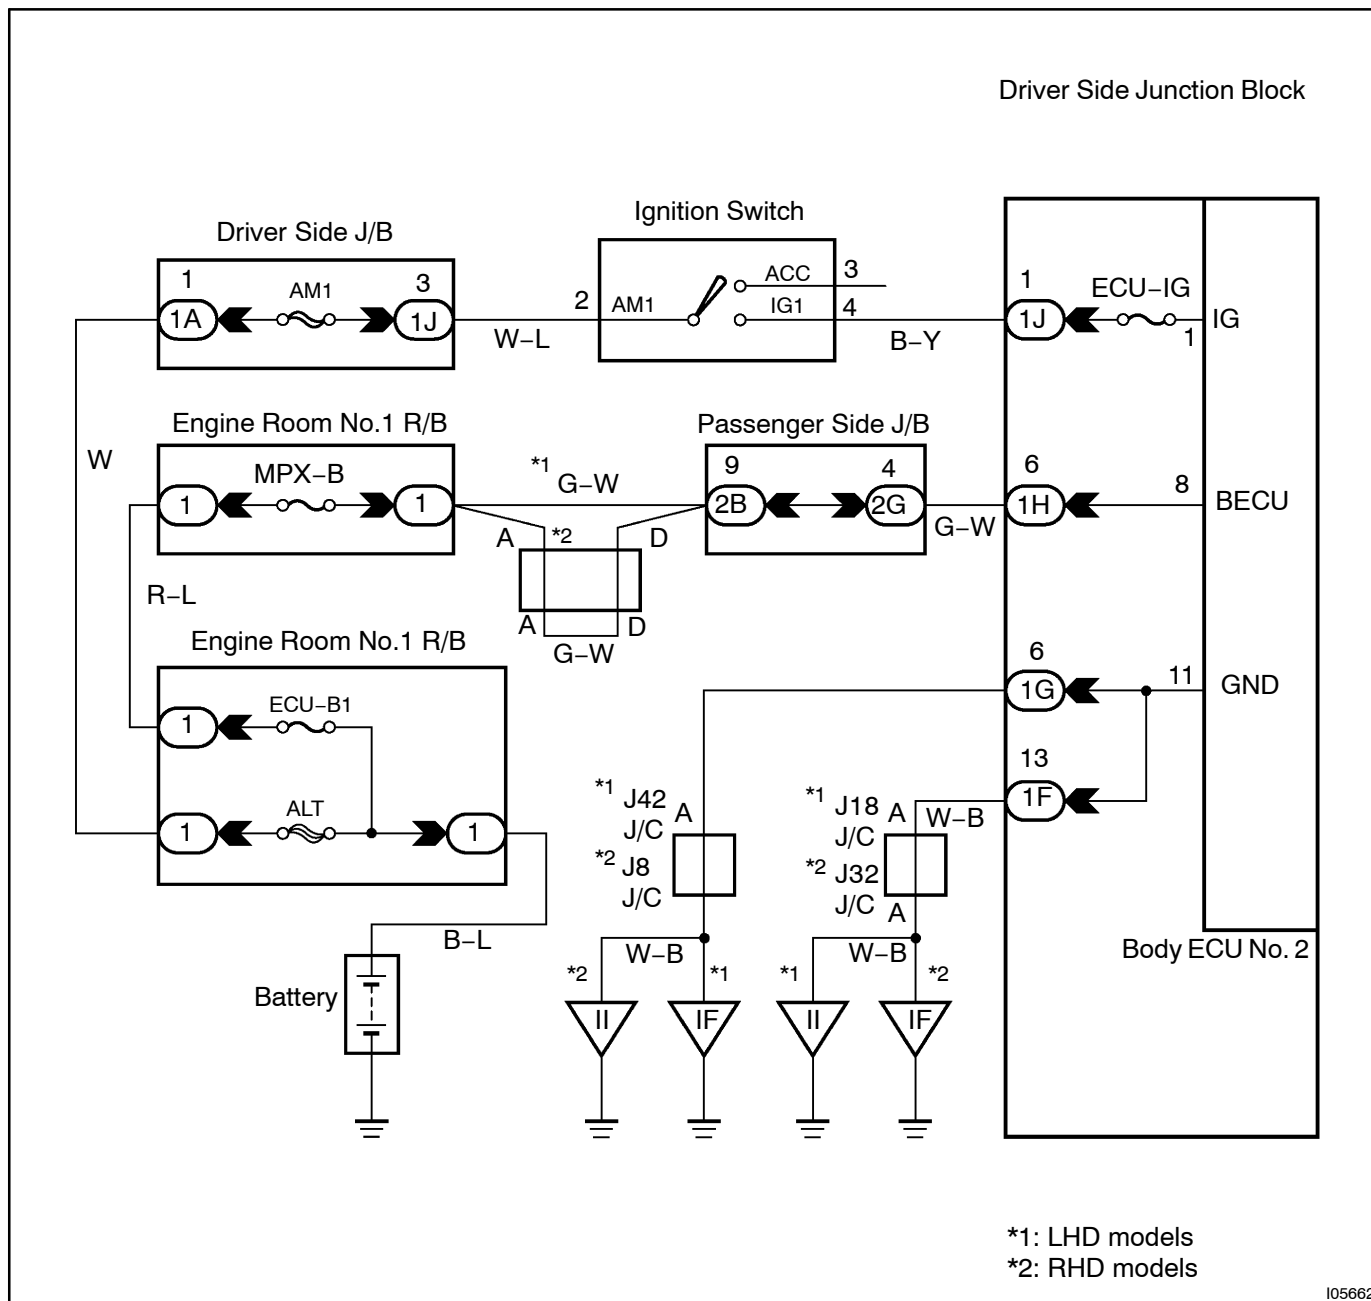 Driver Side Junction Block
Ignition Switch
Driver Side J/B
1
AM1
3
1A
1J
W–L
2
AM1
ACC
3
IG1
4
B–Y
1
1J
ECU–IG
1
IG
W
Engine Room No.1 R/B
MPX–B
1
1
*1
G–W
A
*2
D
A
D
G–W
Passenger Side J/B
9
4
2B
2G
G–W
6
1H
8
BECU
R–L
Engine Room No.1 R/B
ECU–B1
1
ALT
1
1
B–L
Battery
6
1G
11
GND
13
1F
*1 J42
J/C
*2 J8
J/C
A
*1 J18
J/C
*2 J32
J/C
A
W–B
A
W–B
W–B
*2
*1
*1
*2
II
IF
II
IF
Body ECU No. 2
*1: LHD models
*2: RHD models
I05662